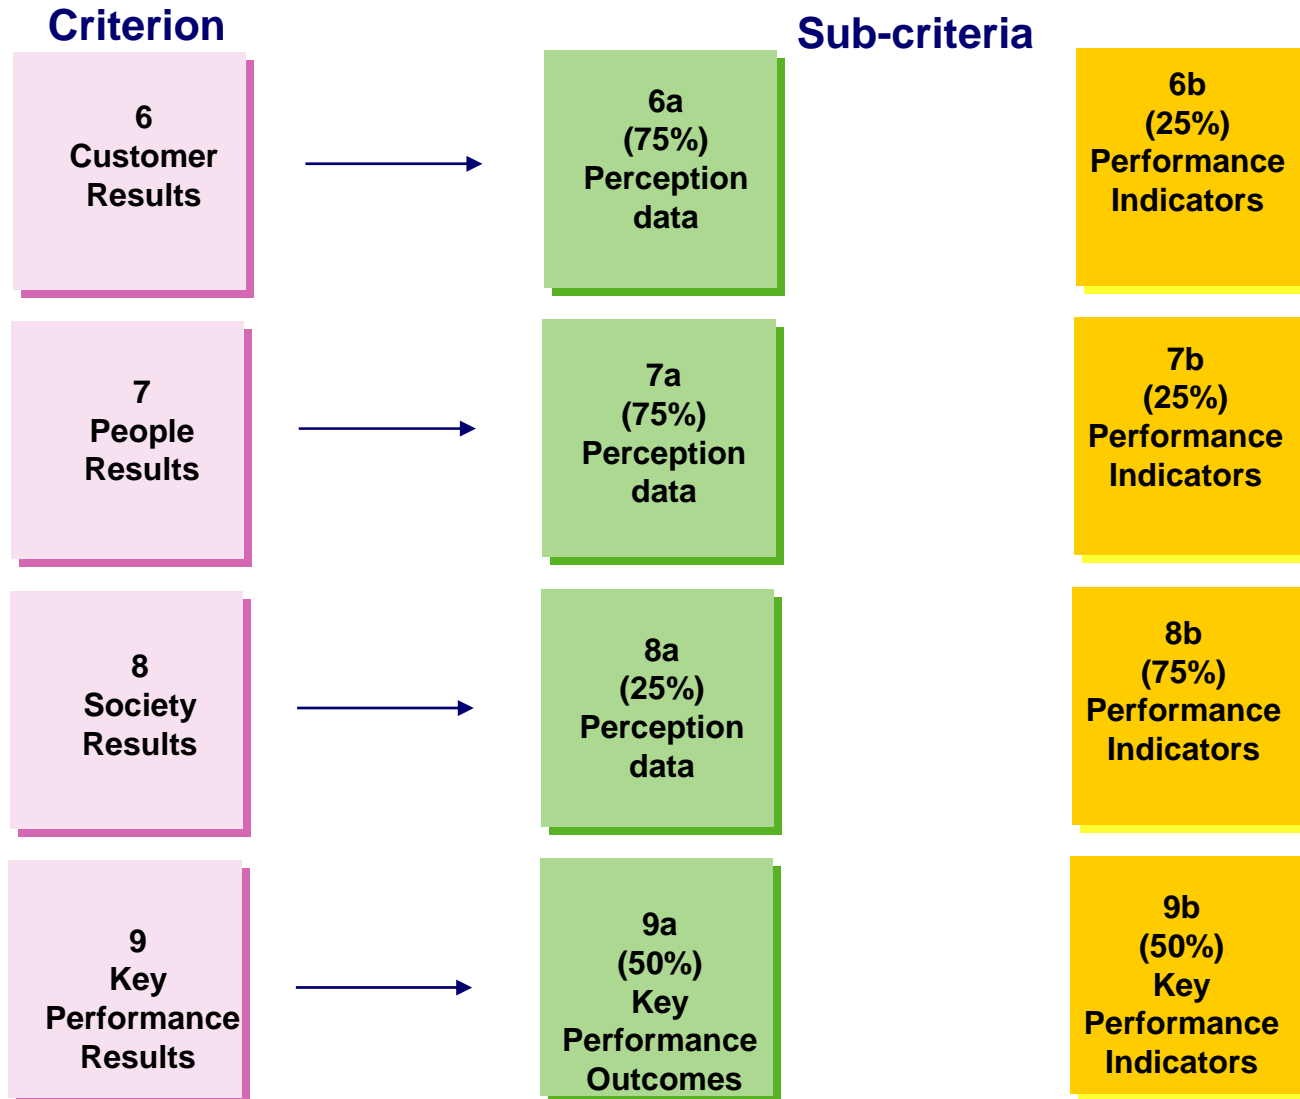 Criterion
Sub-criteria
6
Customer
Results
6a
(75%)
Perception
data
6b
(25%)
Performance
Indicators
7
People
Results
7a
(75%)
Perception
data
7b
(25%)
Performance
Indicators
8
Society
Results
8a
(25%)
Perception
data
8b
(75%)
Performance
Indicators
9
Key
Performance
Results
9a
(50%)
Key
Performance
Outcomes
9b
(50%)
Key
Performance
Indicators